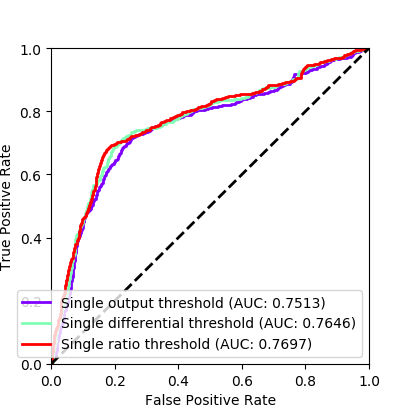 1.0
0.8
0.6
0.4
0.2
0.0
True Positive Rate
Single output threshold (AUC: 0.7513)
Single differential threshold (AUC: 0.7646)
Single ratio threshold (AUC: 0.7697)
0.0 0.2 0.4 0.6 0.8 1.0
False Positive Rate